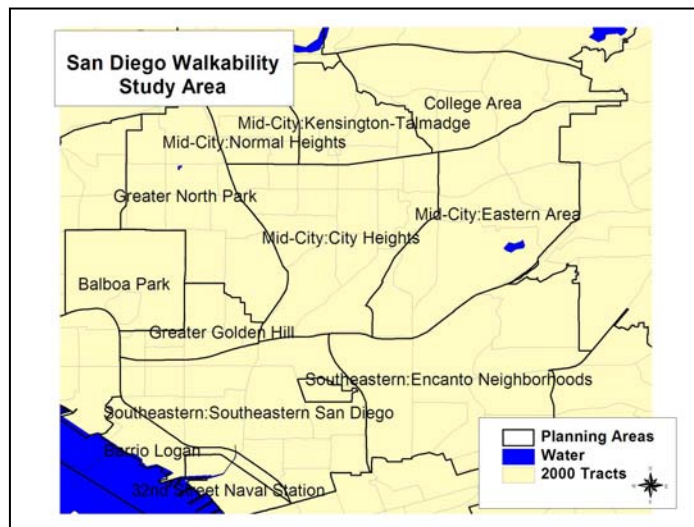 San Diego Walkability
Study Area
College Area
Mid-City:Kensington-Talmadge
Mid-City:Normal Heights
Greater North Park
Mid-City:Eastern Area
Mid-City:City Heights
Balboa Park
Greater Golden Hill
Southeastern:Encanto Neighborhoods
Southeastern:Southeastern San Diego
Barrio Logan
32nd Street Naval Station
Planning Areas
Water
2000 Tracts